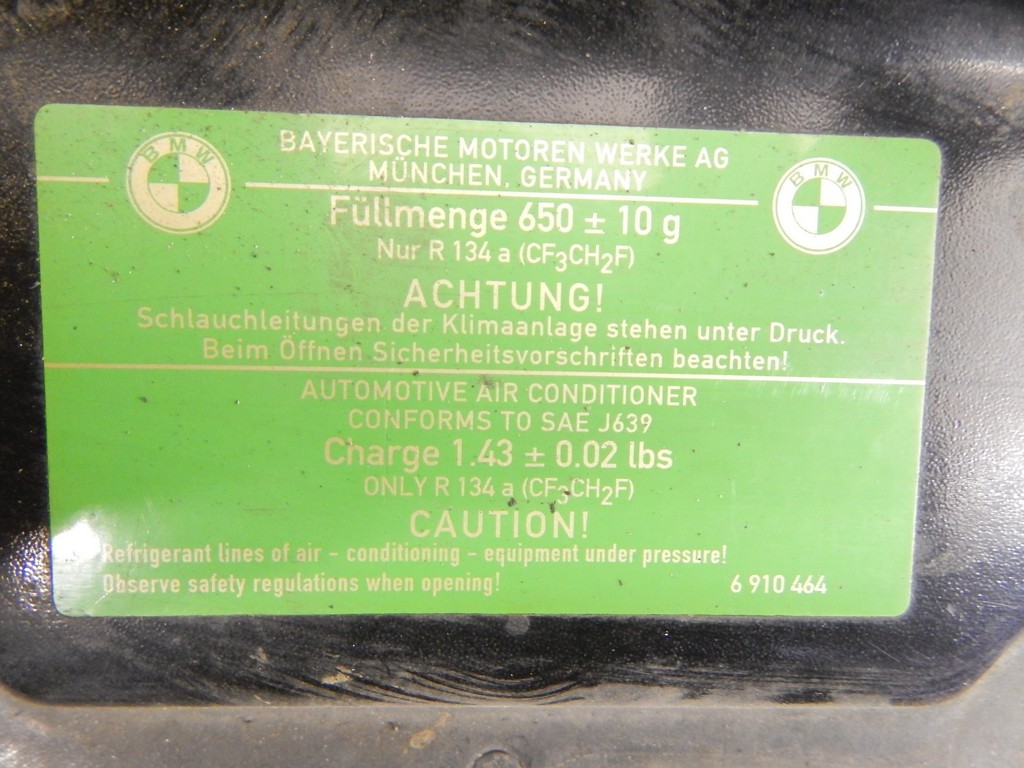 BMW
BAYERISCHE MOTOREN WERKE AG
BMW
MÜNCHEN, GERMANY
Füllmenge 650 ± 10 g
Nur R 134 a (CF₃CH₂F)
ACHTUNG!
Schlauchleitungen der Klimaanlage stehen unter Druck.
Beim Öffnen Sicherheitsvorschriften beachten!
AUTOMOTIVE AIR CONDITIONER
CONFORMS TO SAE J639
Charge 1.43 ± 0.02 lbs
ONLY R 134 a (CF₃CH₂F)
CAUTION!
Refrigerant lines of air - conditioning - equipment under pressure!
Observe safety regulations when opening! 6 910 464